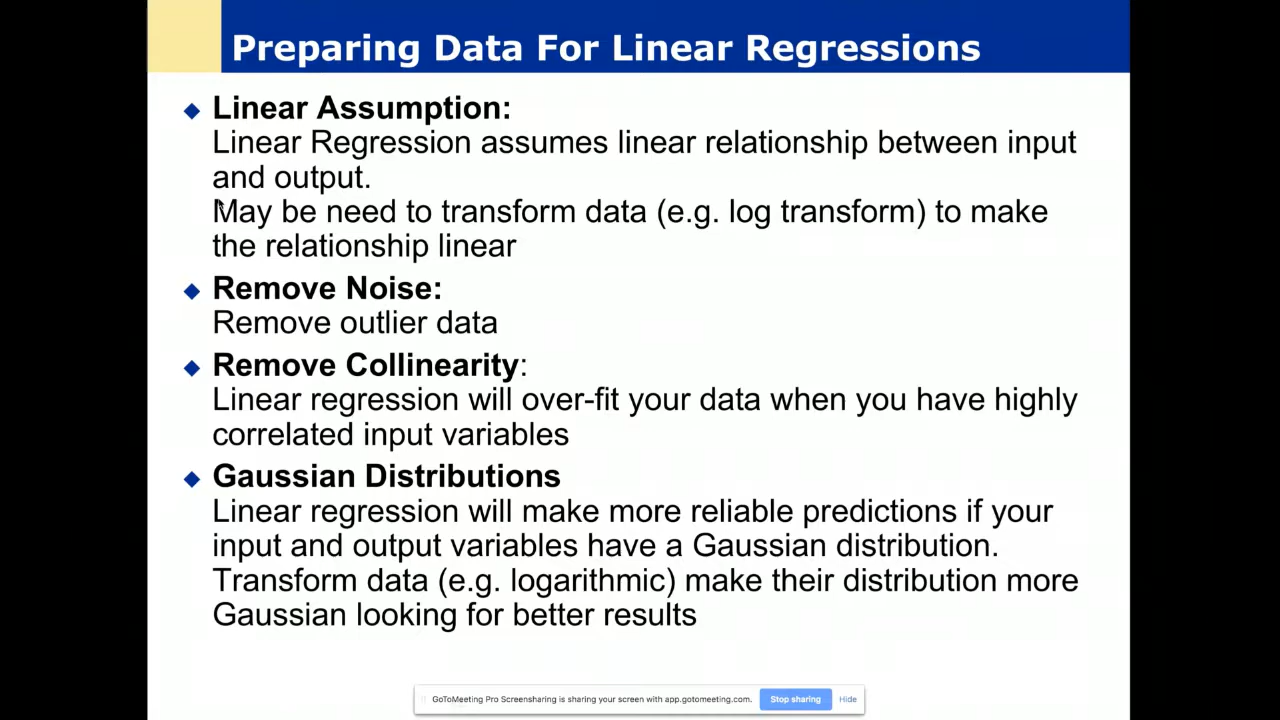 Preparing Data For Linear Regressions
Linear Assumption:
Linear Regression assumes linear relationship between input
and output.
May be need to transform data (e.g. log transform) to make
the relationship linear
Remove Noise:
Remove outlier data
Remove Collinearity:
Linear regression will over-fit your data when you have highly
correlated input variables
Gaussian Distributions
Linear regression will make more reliable predictions if your
input and output variables have a Gaussian distribution.
Transform data (e.g. logarithmic) make their distribution more
Gaussian looking for better results
GoToMeeting Pro Screensharing is sharing your screen with app.gotomeeting.com. Stop sharing Hide